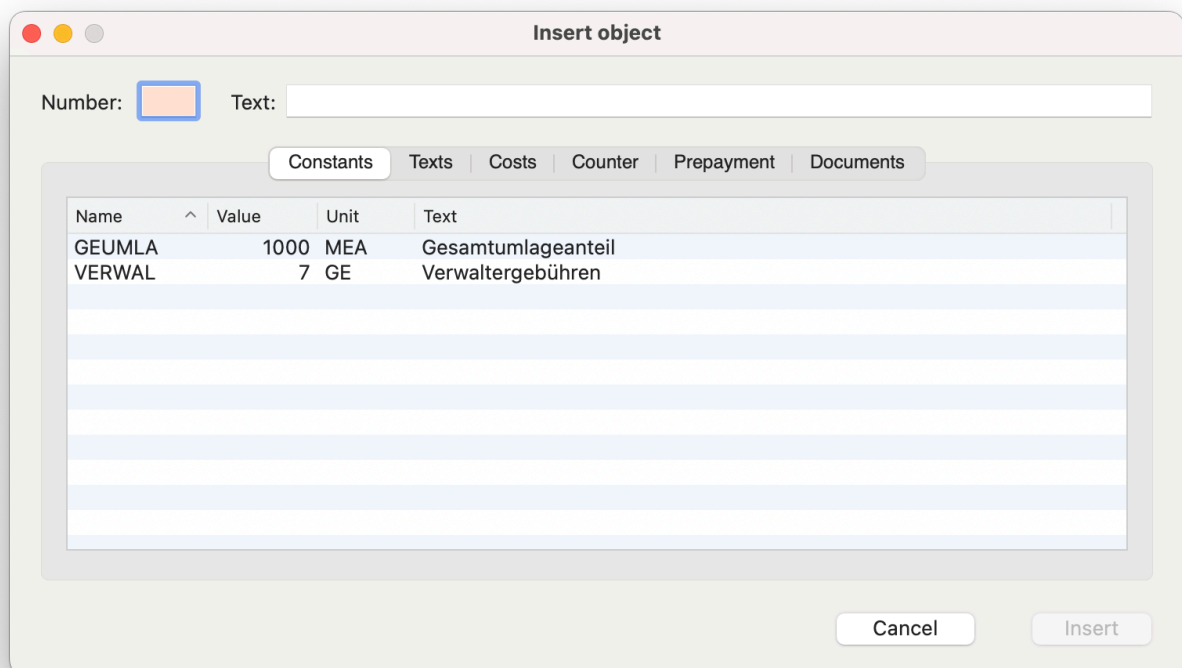 Insert object
Number: Text:
Constants Texts Costs Counter Prepayment Documents
Name Value Unit Text
GEUMLA 1000 MEA Gesamtumlageanteil
VERWAL 7 GE Verwaltergebühren
Cancel Insert